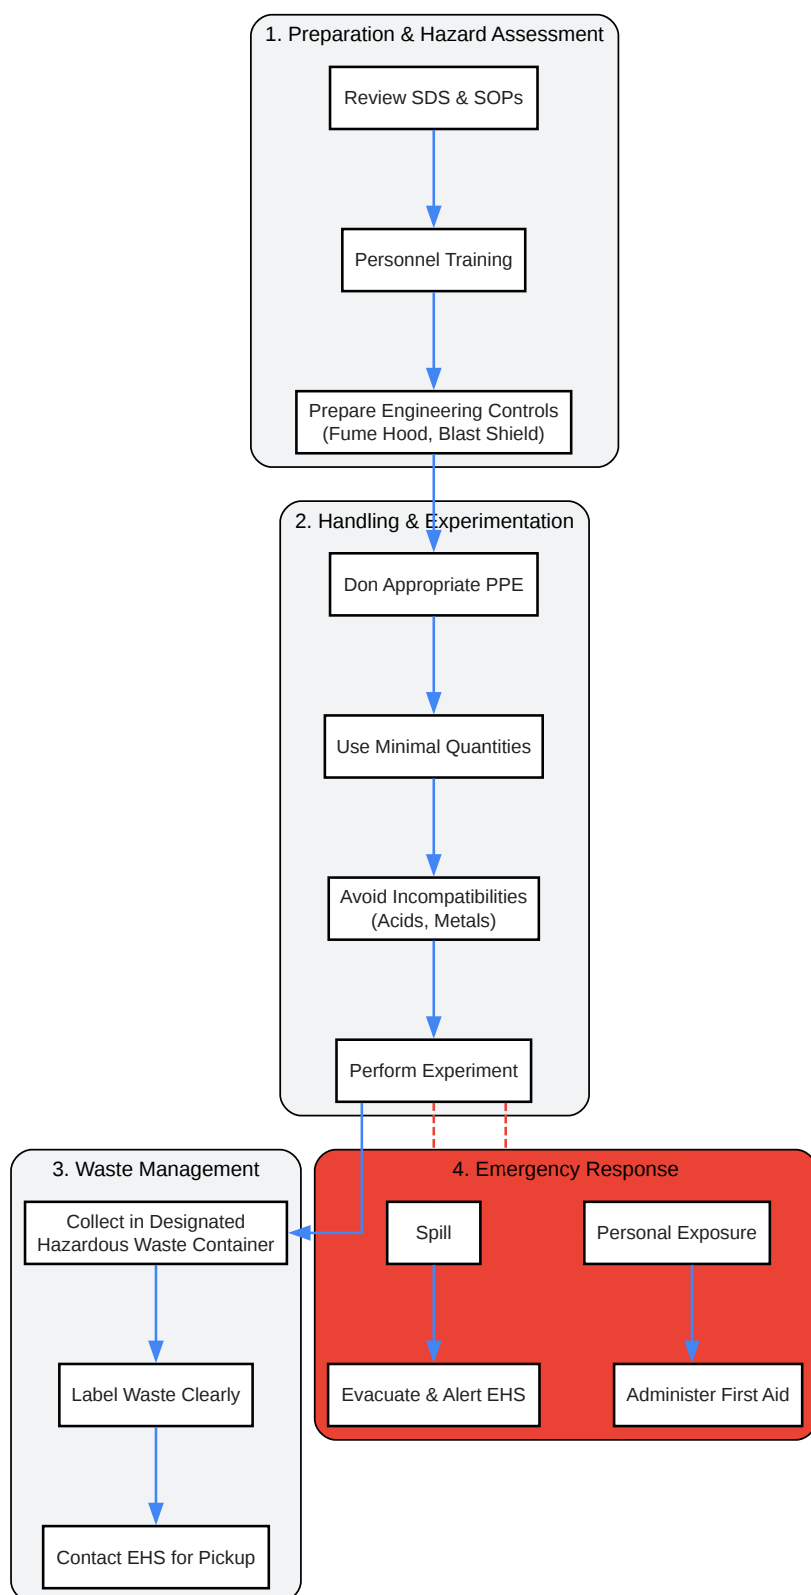 1. Preparation & Hazard Assessment
Review SDS & SOPs
Personnel Training
Prepare Engineering Controls
(Fume Hood, Blast Shield)
2. Handling & Experimentation
Don Appropriate PPE
Use Minimal Quantities
Avoid Incompatibilities
(Acids, Metals)
Perform Experiment
3. Waste Management
Collect in Designated
Hazardous Waste Container
Label Waste Clearly
Contact EHS for Pickup
4. Emergency Response
Spill
Personal Exposure
Evacuate & Alert EHS
Administer First Aid